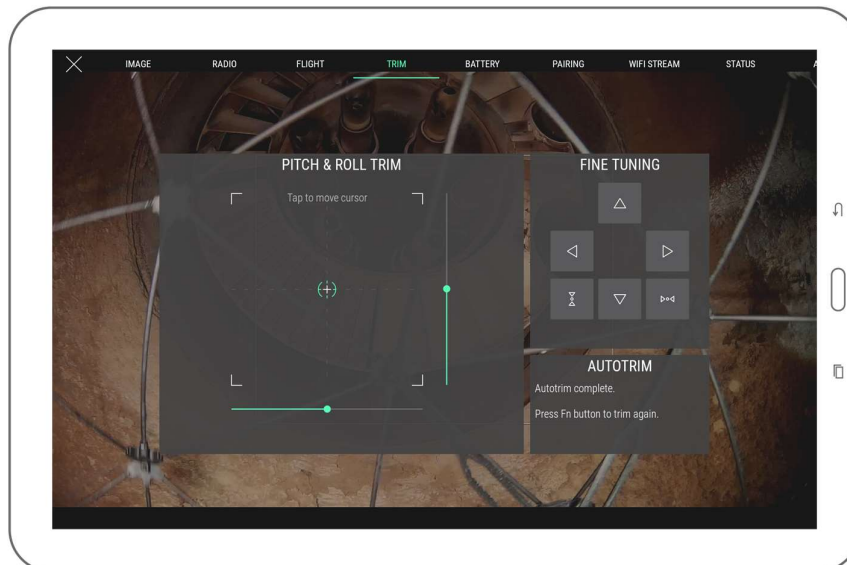 IMAGE RADIO FLIGHT TRIM BATTERY PAIRING WIFI STREAM STATUS
PITCH & ROLL TRIM
Tap to move cursor
FINE TUNING
AUTOTRIM
Autotrim complete.
Press Fn button to trim again.